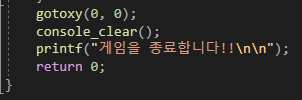 gotoxy(0, 0);
console_clear();
printf("게임을 종료합니다!!\n\n");
return 0;
}